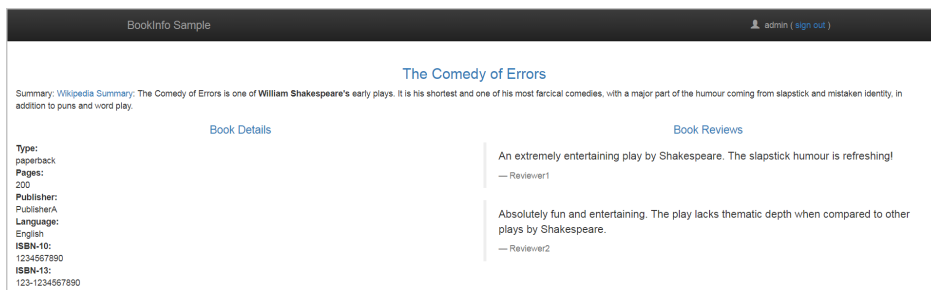 BookInfo Sample
admin ( sign out )
The Comedy of Errors
Summary: Wikipedia Summary: The Comedy of Errors is one of William Shakespeare's early plays. It is his shortest and one of his most farcical comedies, with a major part of the humour coming from slapstick and mistaken identity, in
addition to puns and word play.
Book Details
Type:
paperback
Pages:
200
Publisher:
PublisherA
Language:
English
ISBN-10:
1234567890
ISBN-13:
123-1234567890
Book Reviews
An extremely entertaining play by Shakespeare. The slapstick humour is refreshing!
— Reviewer1
Absolutely fun and entertaining. The play lacks thematic depth when compared to other
plays by Shakespeare.
— Reviewer2